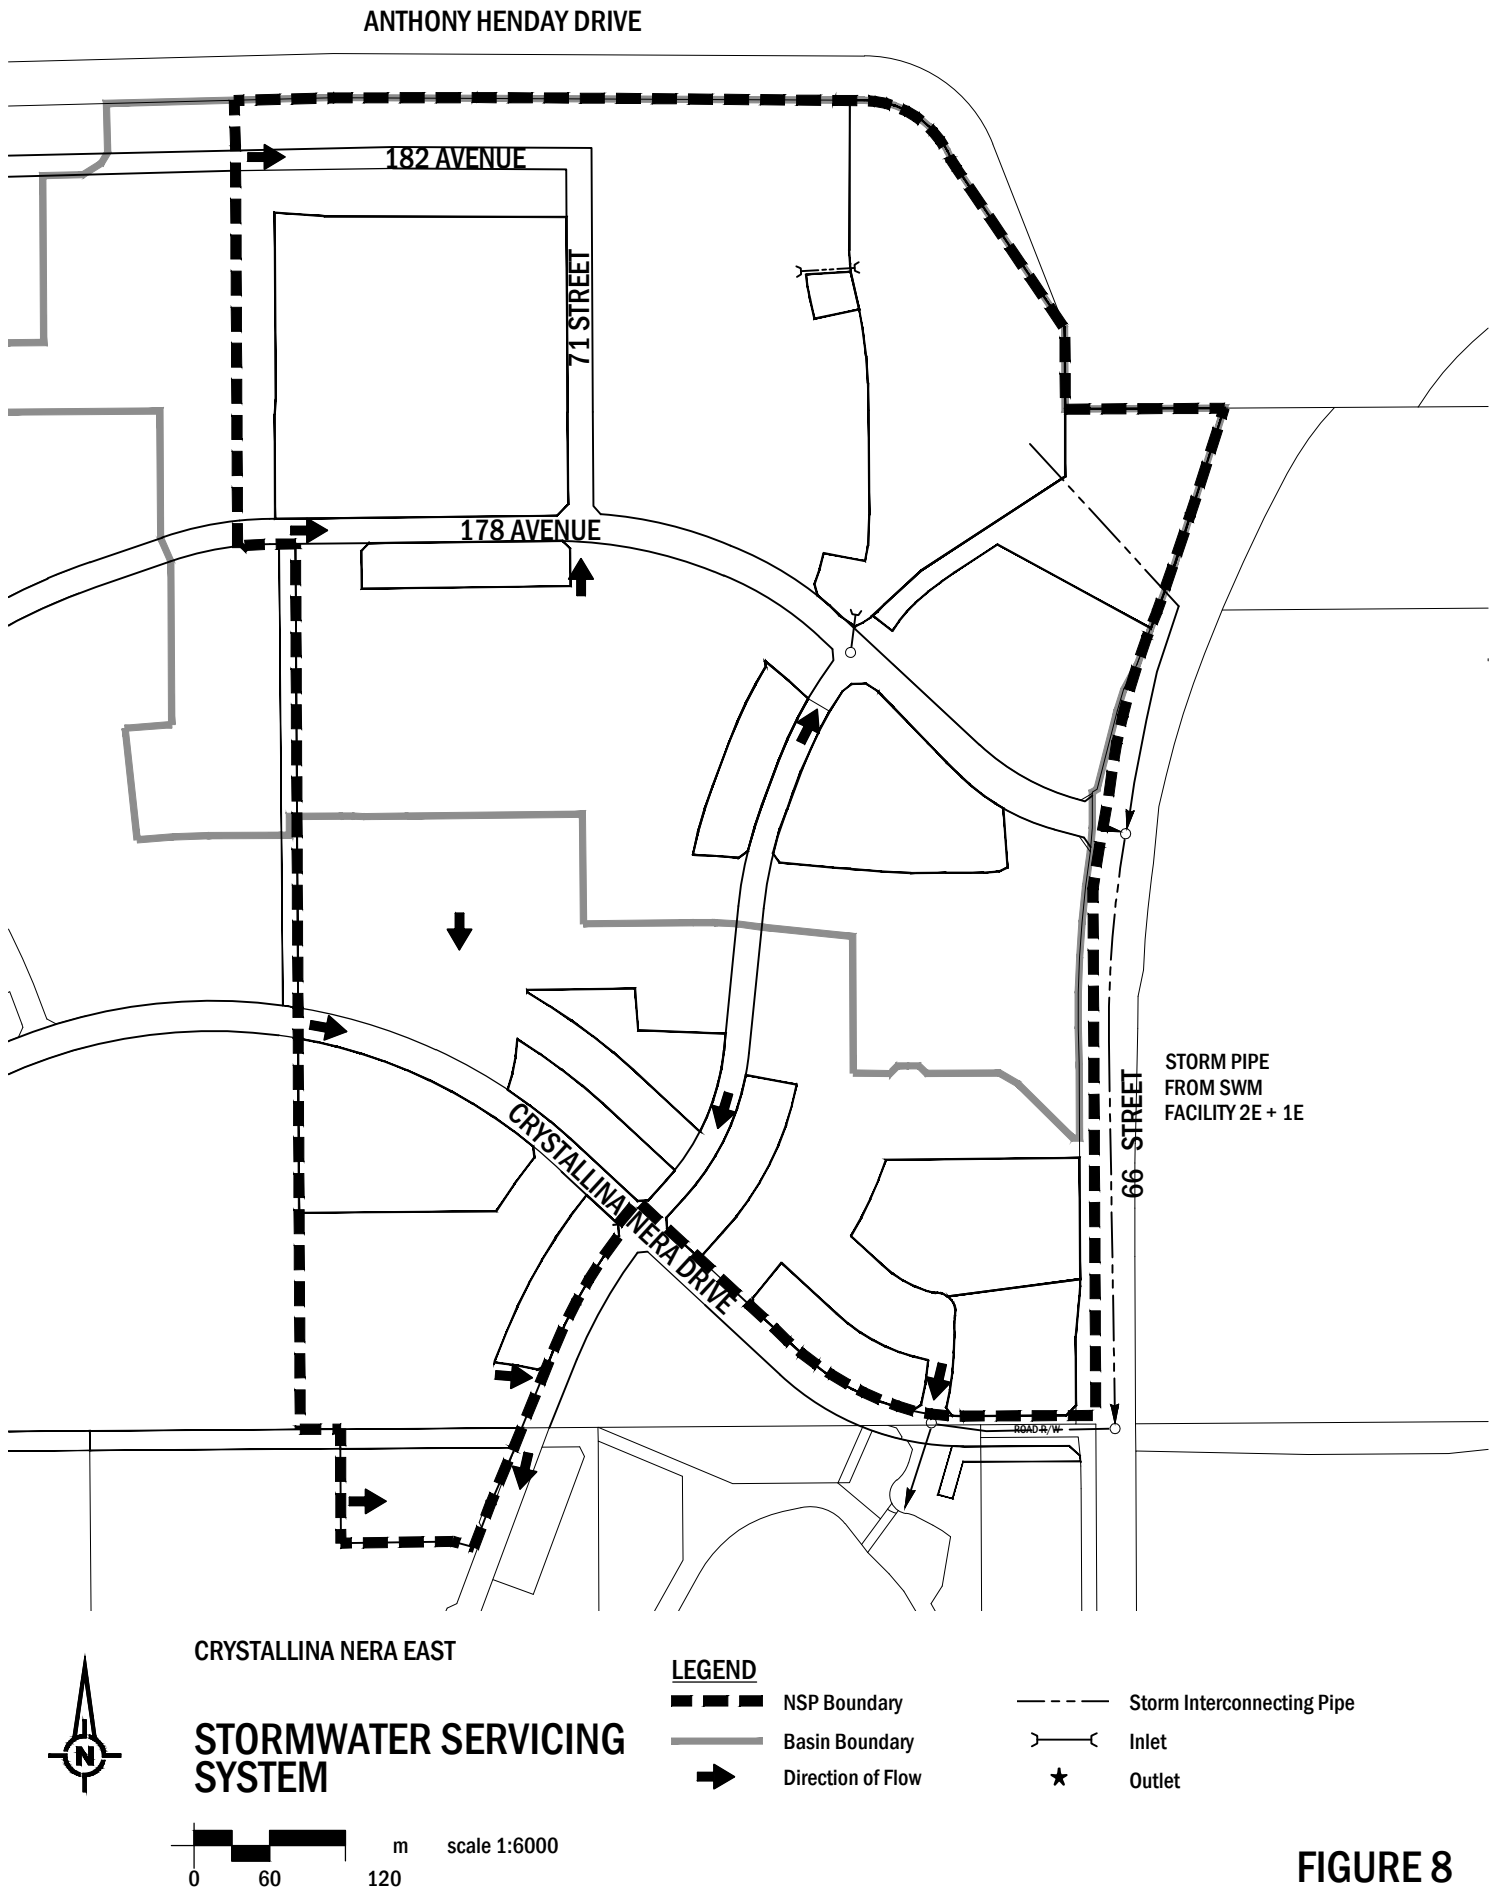 ANTHONY HENDAY DRIVE
182 AVENUE
71 STREET
178 AVENUE
STORM PIPE
FROM SWM
FACILITY 2E + 1E
66 STREET
CRYSTALLINA NERA DRIVE
ROAD R/W
CRYSTALLINA NERA EAST
STORMWATER SERVICING
SYSTEM
N
m scale 1:6000
0 60 120
LEGEND
NSP Boundary
Basin Boundary
Direction of Flow
Storm Interconnecting Pipe
Inlet
Outlet
FIGURE 8